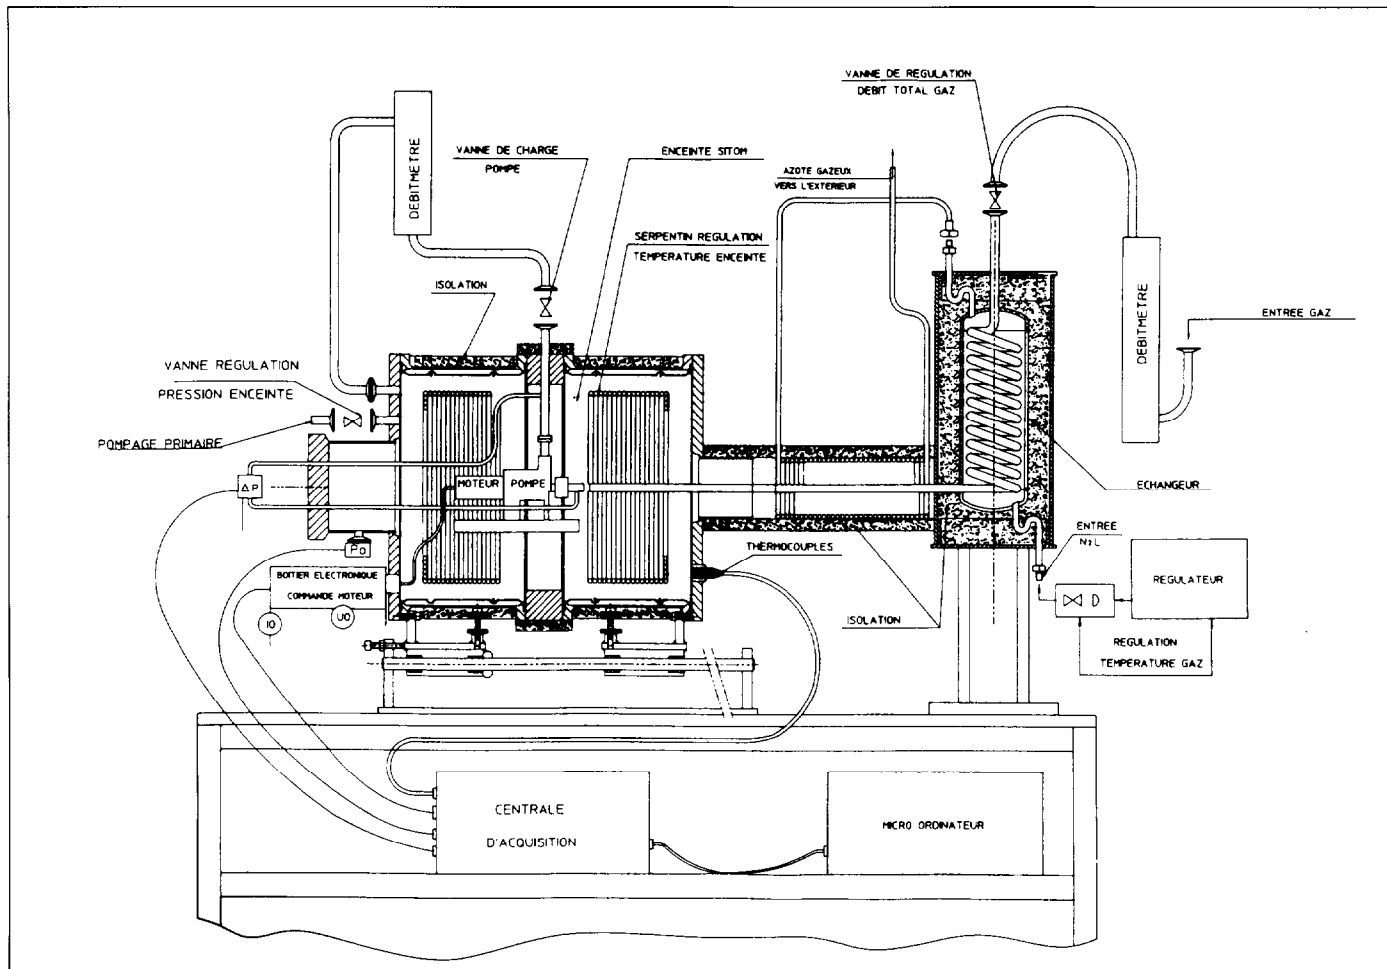 VANNE DE REGULATION
DEBIT TOTAL GAZ
DEBITMETRE
VANNE DE CHARGE
POMPE
ENCEINTE SITOM
AZOTE GAZEUX
VERS L'EXTERIEUR
SERPENTIN REGULATION
TEMPERATURE ENCEINTE
ISOLATION
DEBITMETRE
ENTREE GAZ
VANNE REGULATION
PRESSION ENCEINTE
POMPAGE PRIMAIRE
MOTEUR
POMPE
ΔP
ECHANGEUR
Po
THERMOCOUPLES
ENTREE
N2L
BOITIER ELECTRONIQUE
COMMANDE MOTEUR
REGULATEUR
D
IO
UO
ISOLATION
REGULATION
TEMPERATURE GAZ
CENTRALE
D'ACQUISITION
MICRO ORDINATEUR